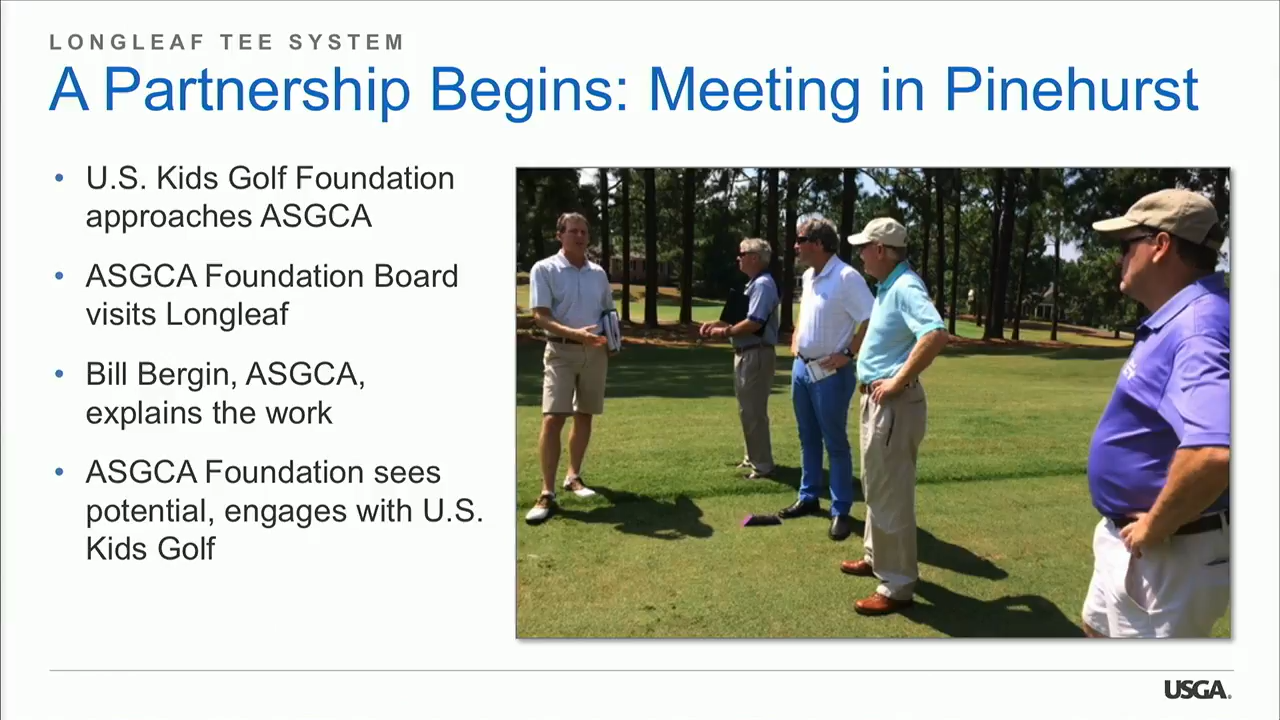 LONGLEAF TEE SYSTEM
A Partnership Begins: Meeting in Pinehurst
• U.S. Kids Golf Foundation
approaches ASGCA
• ASGCA Foundation Board
visits Longleaf
• Bill Bergin, ASGCA,
explains the work
• ASGCA Foundation sees
potential, engages with U.S.
Kids Golf
USGA®